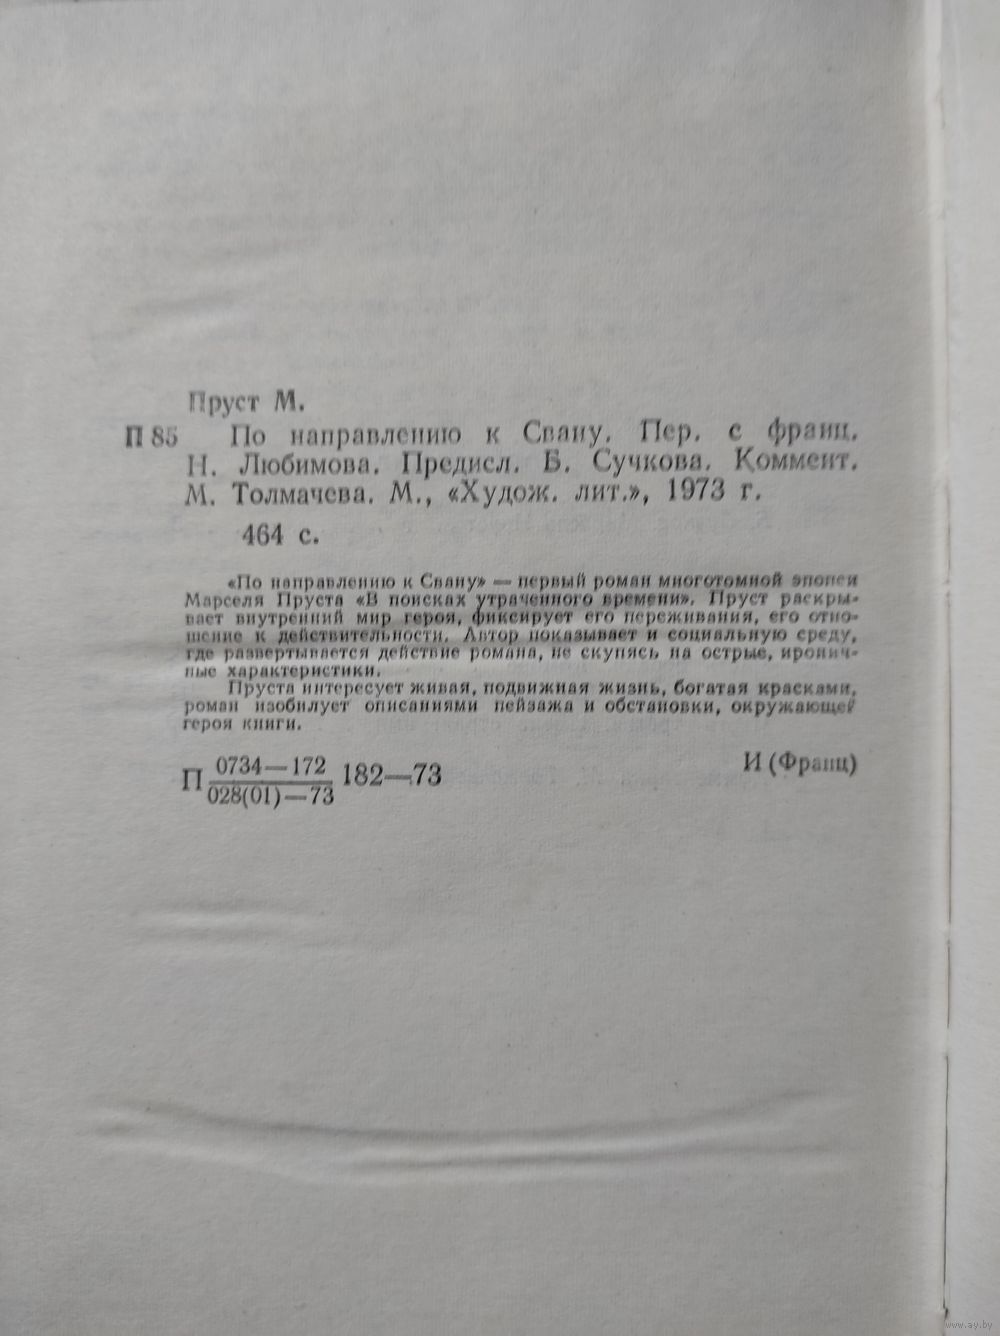 Пруст М.
П 85 По направлению к Свану. Пер. с франц.
Н. Любимова. Предисл. Б. Сучкова. Коммент.
М. Толмачева. М., «Худож. лит.», 1973 г.
464 с.
«По направлению к Свану» — первый роман многотомной эпопеи
Марселя Пруста «В поисках утраченного времени». Пруст раскры-
вает внутренний мир героя, фиксирует его переживания, его отно-
шение к действительности. Автор показывает и социальную среду,
где развертывается действие романа, не скупясь на острые, иронич-
ные характеристики.
Пруста интересует живая, подвижная жизнь, богатая красками,
роман изобилует описаниями пейзажа и обстановки, окружающей
героя книги.
П 0734—172
028(01)—73 182—73
И (Франц)
www.ay.by